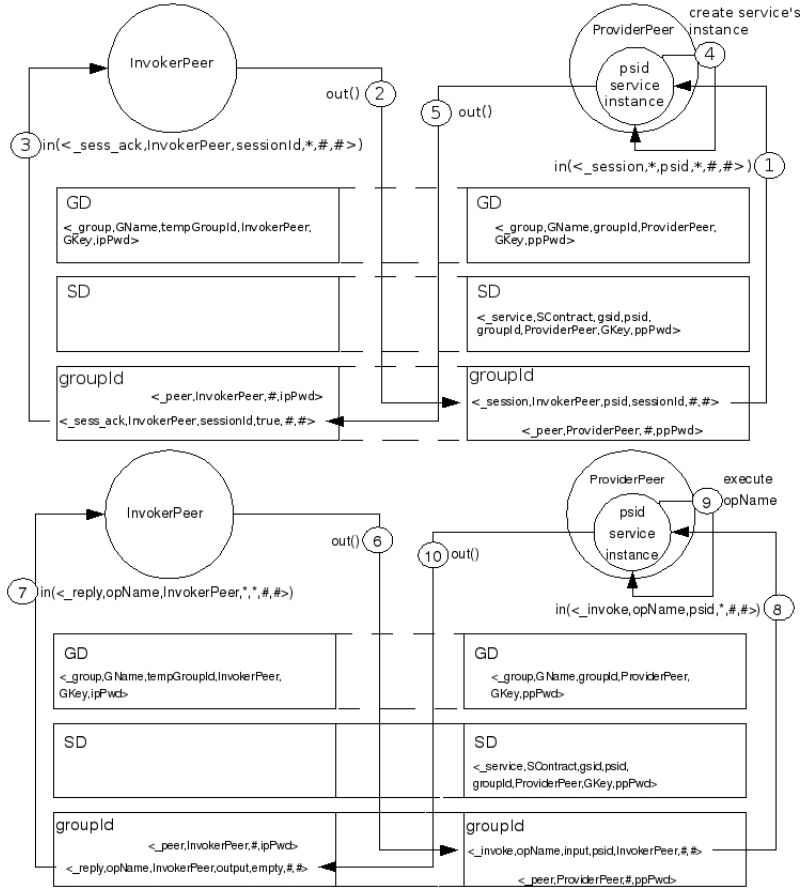 create service's
instance
InvokerPeer
ProviderPeer
4
psid
service
instance
out() 2
5 out()
3 in(<_sess_ack,InvokerPeer,sessionId,*,#,#>)
in(<_session,*,psid,*,#,#>) 1
GD
<_group,GName,tempGroupId,InvokerPeer,
GKey,ipPwd>
GD
<_group,GName,groupId,ProviderPeer,
GKey,ppPwd>
SD
SD
<_service,SContract,gsid,psid,
groupId,ProviderPeer,GKey,ppPwd>
groupId
<_peer,InvokerPeer,#,ipPwd>
<_sess_ack,InvokerPeer,sessionId,true,#,#>
groupId
<_session,InvokerPeer,psid,sessionId,#,#>
<_peer,ProviderPeer,#,ppPwd>
InvokerPeer
ProviderPeer
execute
opName
9
psid
service
instance
out() 6
10 out()
7 in(<_reply,opName,InvokerPeer,*,*,#,#>)
in(<_invoke,opName,psid,*,#,#>) 8
GD
<_group,GName,tempGroupId,InvokerPeer,
GKey,ipPwd>
GD
<_group,GName,groupId,ProviderPeer,
GKey,ppPwd>
SD
SD
<_service,SContract,gsid,psid,
groupId,ProviderPeer,GKey,ppPwd>
groupId
<_peer,InvokerPeer,#,ipPwd>
<_reply,opName,InvokerPeer,output,empty,#,#>
groupId
<_invoke,opName,input,psid,InvokerPeer,#,#>
<_peer,ProviderPeer,#,ppPwd>